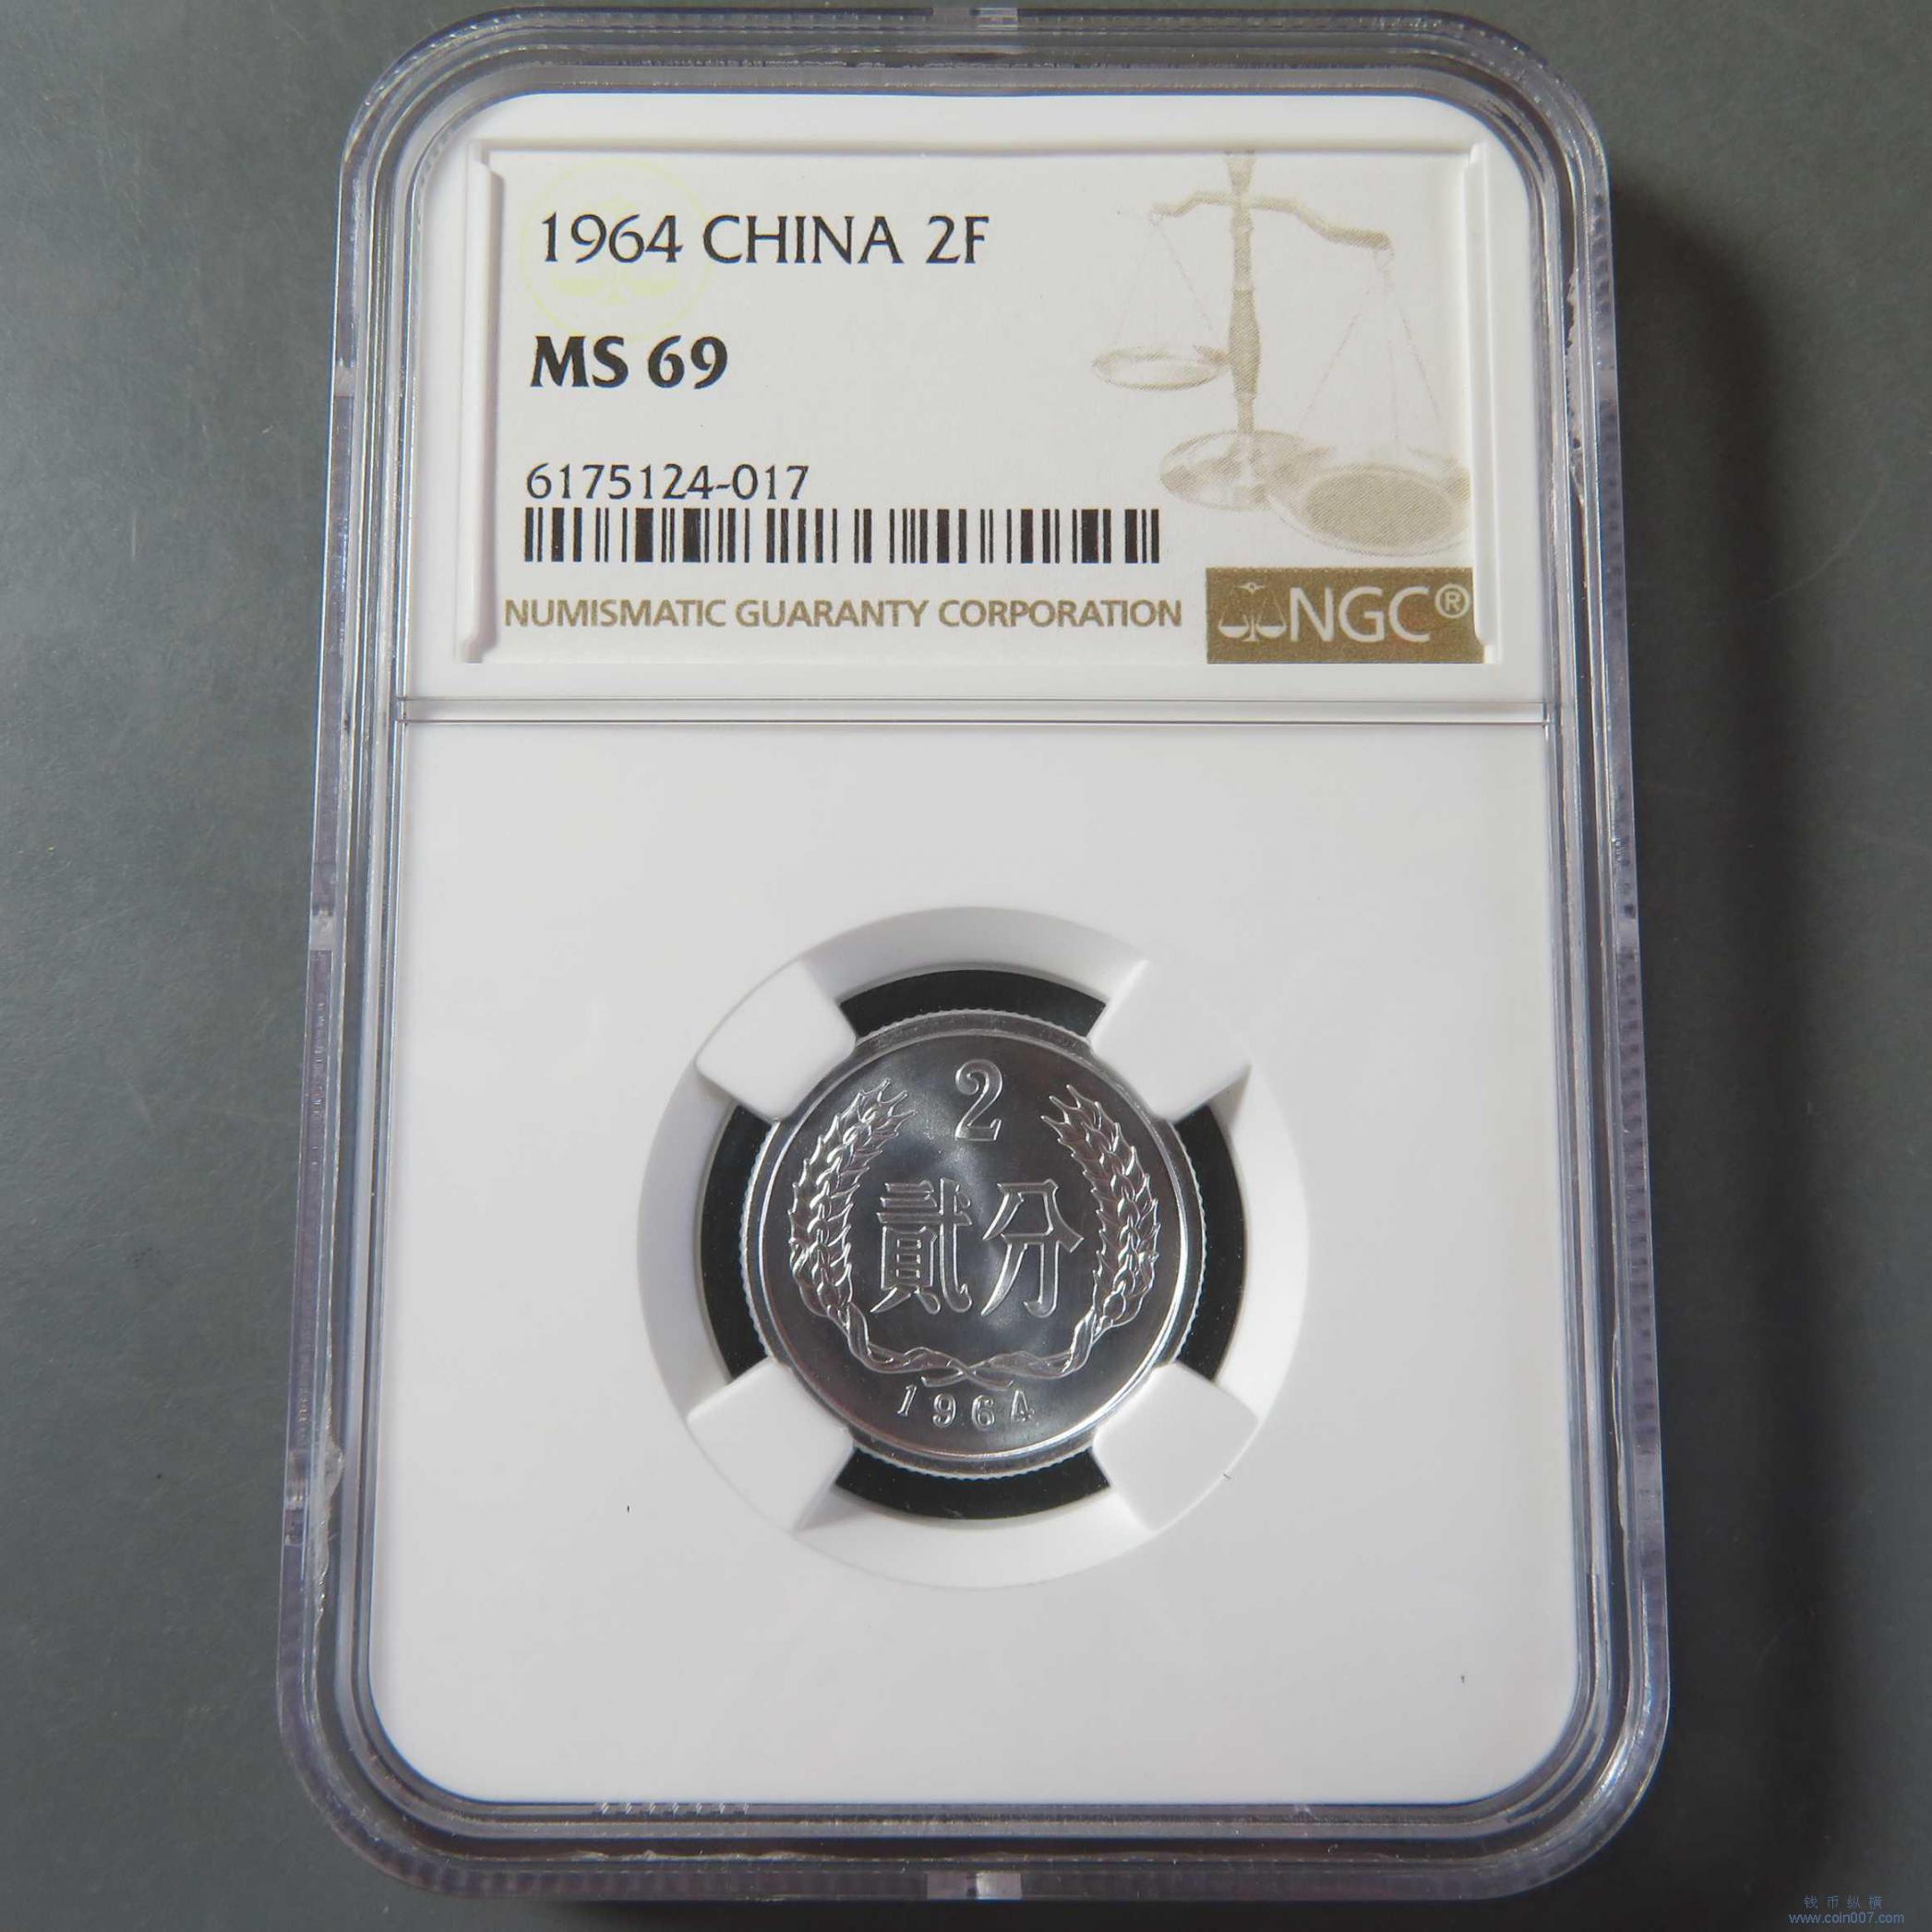 1964 CHINA 2F
MS 69
6175124-017
NUMISMATIC GUARANTY CORPORATION
NGC®
2
貳分
1964
钱币纵横
www.coin007.com